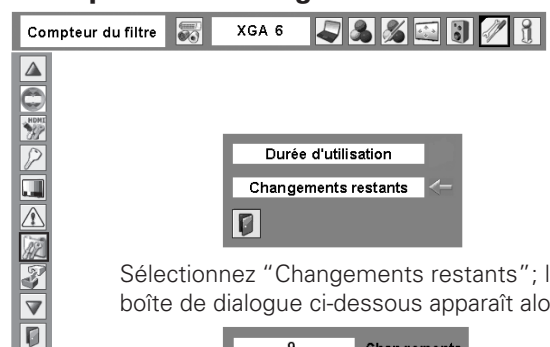 Compteur du filtre
XGA 6
HDMI
Durée d'utilisation
Changements restants
Sélectionnez “Changements restants”; l
boîte de dialogue ci-dessous apparaît alo